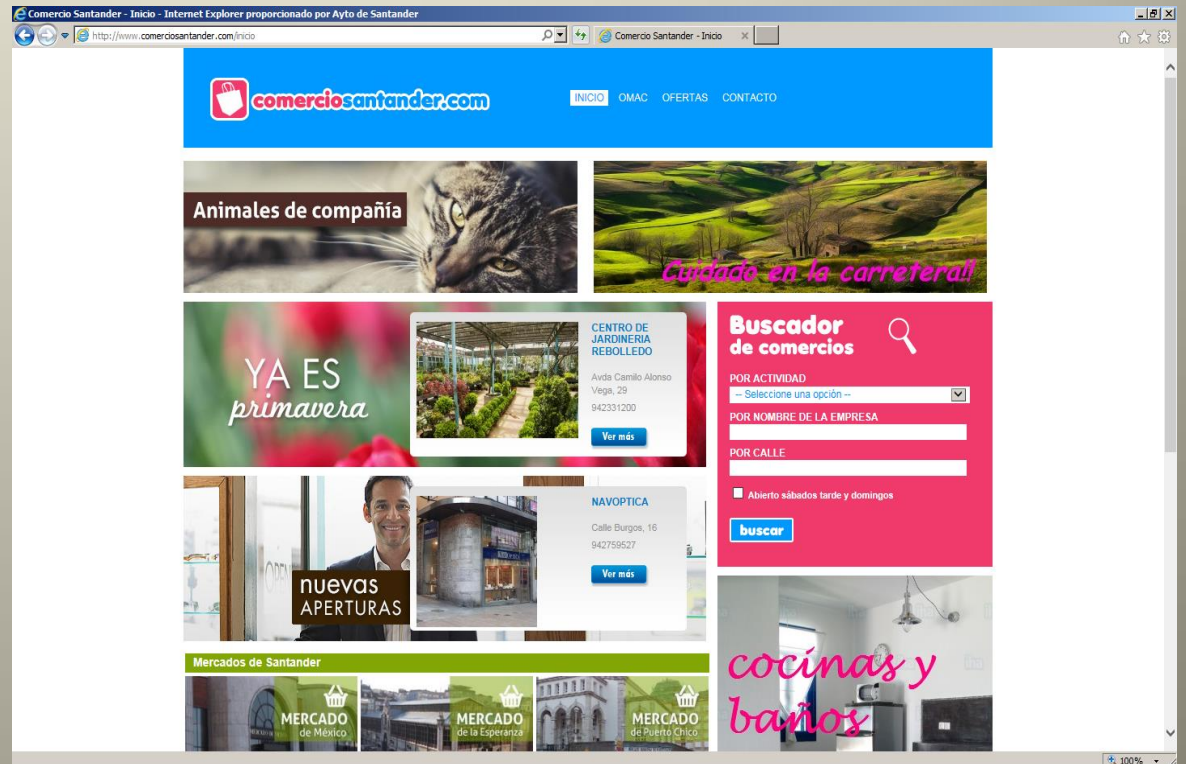 Comercio Santander - Inicio - Internet Explorer proporcionado por Ayto de Santander
http://www.comerciosantander.com/inicio
Comercio Santander - Inicio
comerciosantander.com
INICIO OMAC OFERTAS CONTACTO
Animales de compañía
Cuidado en la carretera!!
YA ES
primavera
CENTRO DE
JARDINERIA
REBOLLEDO
Avda Camilo Alonso
Vega, 29
942331200
Ver más
Buscador
de comercios
POR ACTIVIDAD
-- Seleccione una opción --
POR NOMBRE DE LA EMPRESA
POR CALLE
Abierto sábados tarde y domingos
buscar
OPEN
nuevas
APERTURAS
NAVOPTICA
Calle Burgos, 16
942759527
Ver más
Mercados de Santander
MERCADO
de México
MERCADO
de la Esperanza
MERCADO
de Puerto Chico
cocinas y
baños
100%